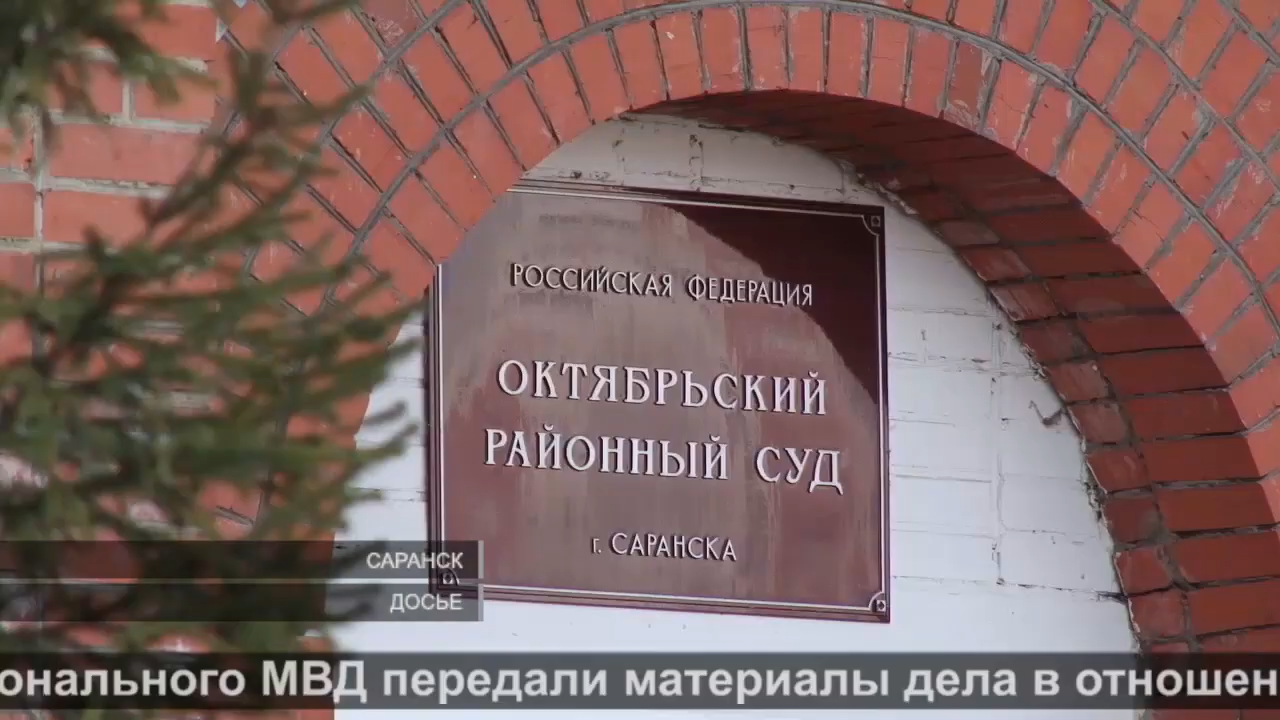 РОССИЙСКАЯ ФЕДЕРАЦИЯ
ОКТЯБРЬСКИЙ
РАЙОННЫЙ СУД
г. САРАНСКА
САРАНСК
ДОСЬЕ
онального МВД передали материалы дела в отношен